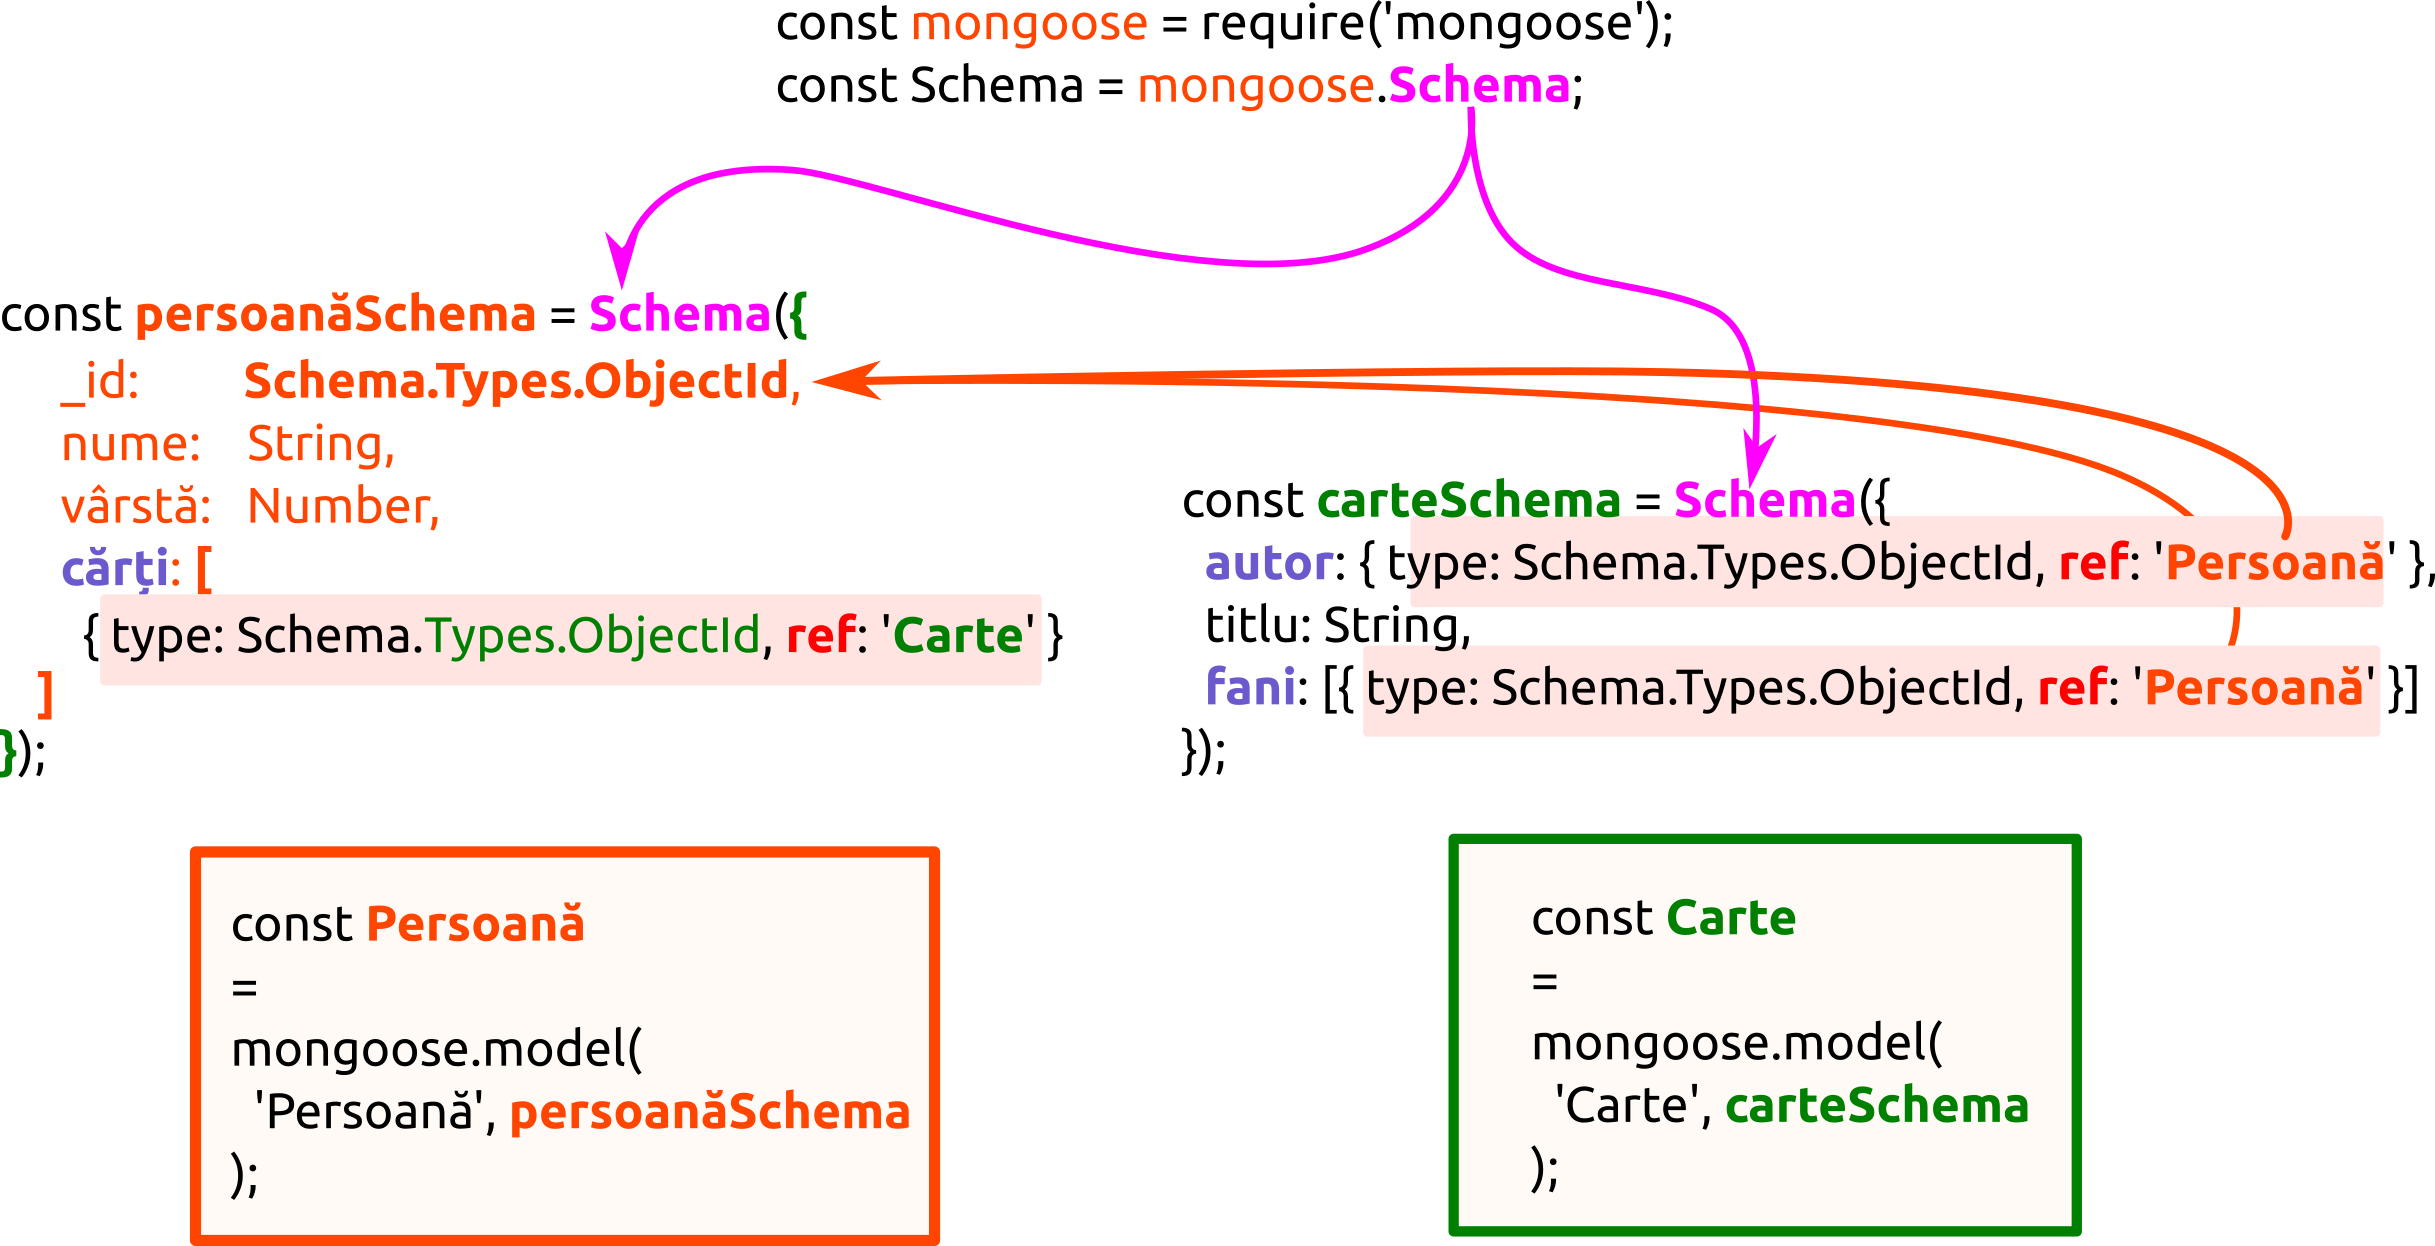 const mongoose = require('mongoose');
const Schema = mongoose.Schema;
const persoanăSchema = Schema({
_id: Schema.Types.ObjectId,
nume: String,
vârstă: Number,
cărți: [
{ type: Schema.Types.ObjectId, ref: 'Carte' }
]
});
const carteSchema = Schema({
autor: { type: Schema.Types.ObjectId, ref: 'Persoană' },
titlu: String,
fani: [{ type: Schema.Types.ObjectId, ref: 'Persoană' }]
});
const Persoană
=
mongoose.model(
'Persoană', persoanăSchema
);
const Carte
=
mongoose.model(
'Carte', carteSchema
);